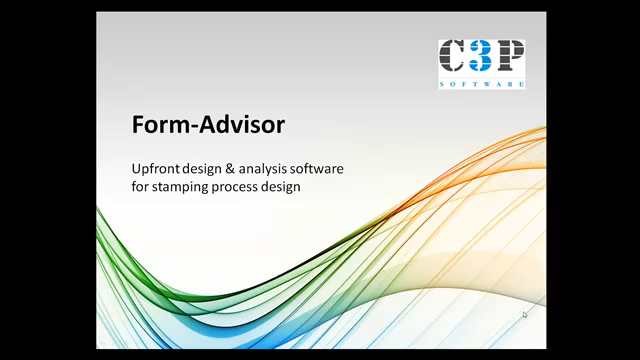 C3P
SOFTWARE
Form-Advisor
Upfront design & analysis software
for stamping process design